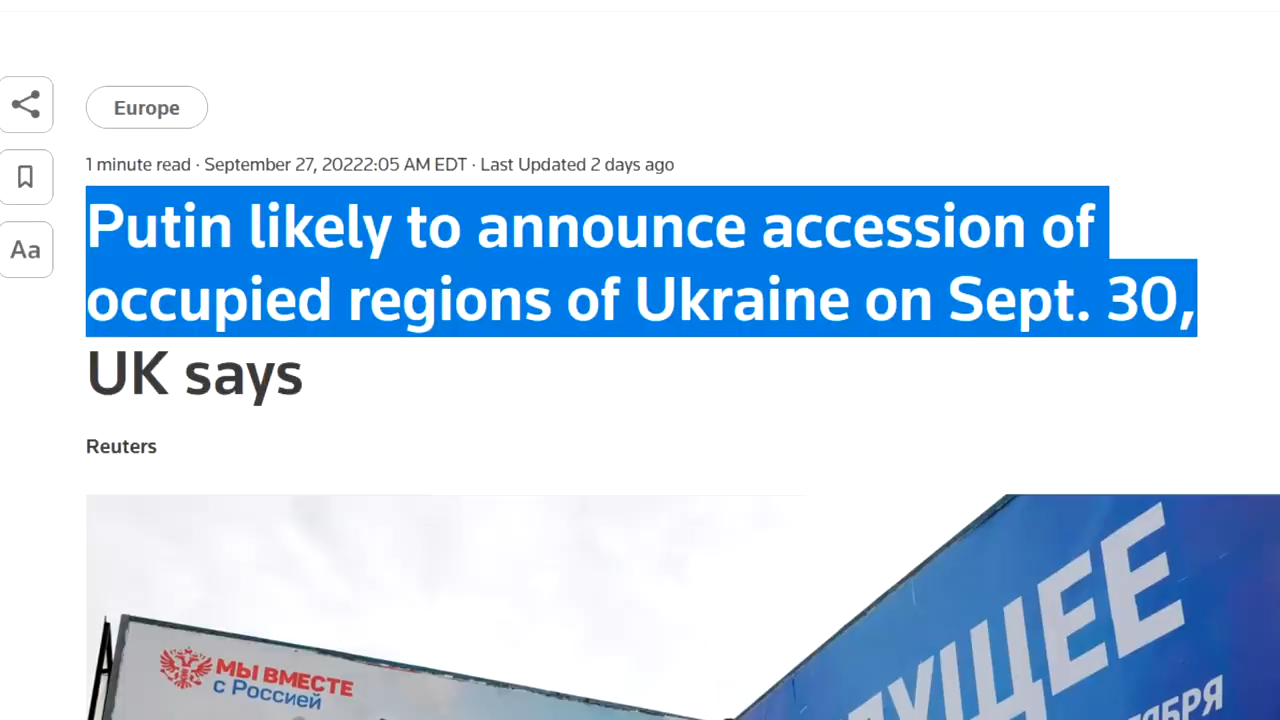 Europe
1 minute read · September 27, 20222:05 AM EDT · Last Updated 2 days ago
Aa
Putin likely to announce accession of
occupied regions of Ukraine on Sept. 30,
UK says
Reuters
МЫ ВМЕСТЕ
с Россией